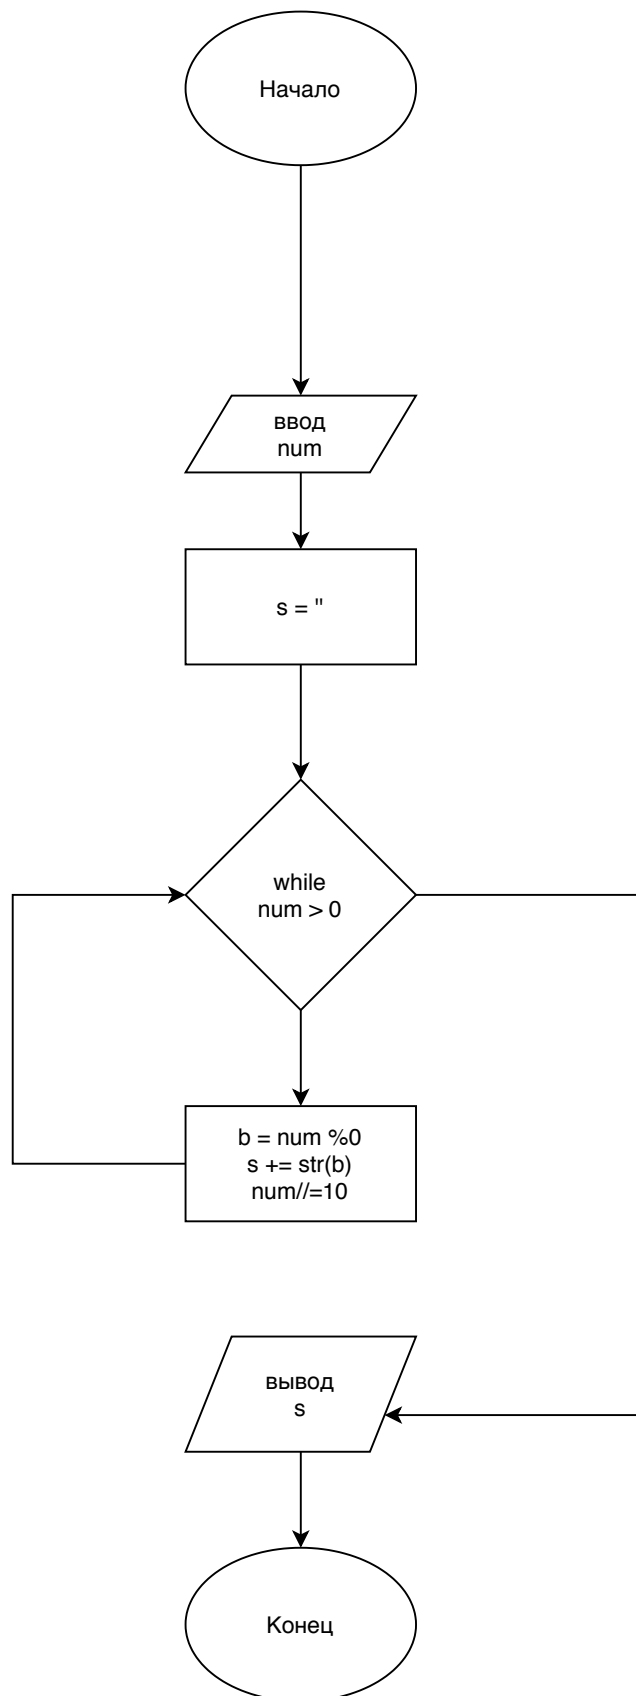 Начало
ввод
num
s = ''
while
num > 0
b = num %0
s += str(b)
num//=10
вывод
s
Конец